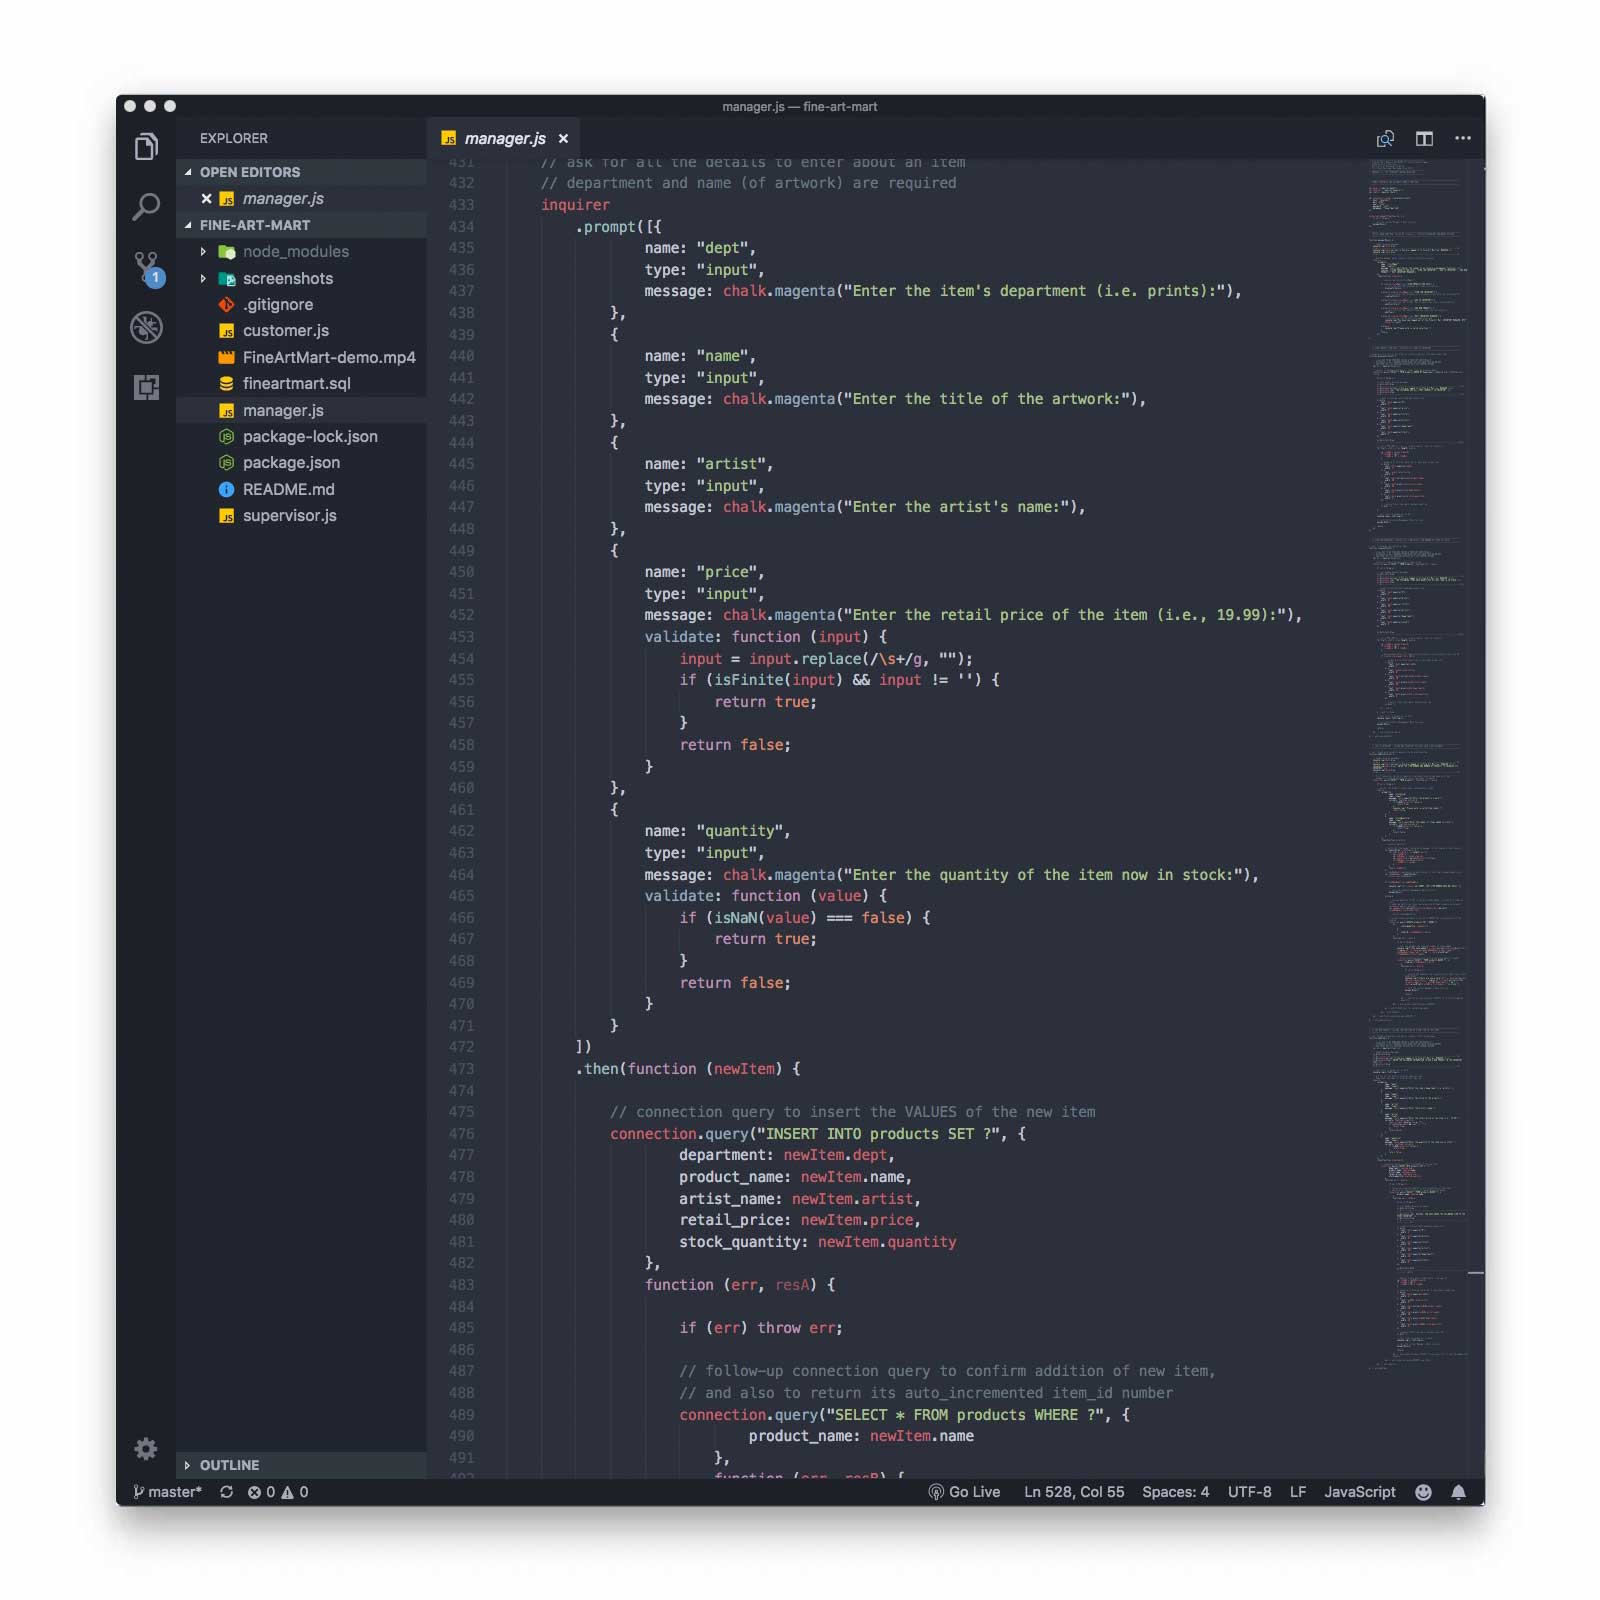 manager.js — fine-art-mart
EXPLORER
OPEN EDITORS
manager.js
FINE-ART-MART
node_modules
screenshots
.gitignore
customer.js
FineArtMart-demo.mp4
fineartmart.sql
manager.js
package-lock.json
package.json
README.md
supervisor.js
OUTLINE
1
manager.js
431 // ask for all the details to enter about an item
432 // department and name (of artwork) are required
433 inquirer
434 .prompt([{
435 name: "dept",
436 type: "input",
437 message: chalk.magenta("Enter the item's department (i.e. prints):"),
438 },
439 {
440 name: "name",
441 type: "input",
442 message: chalk.magenta("Enter the title of the artwork:"),
443 },
444 {
445 name: "artist",
446 type: "input",
447 message: chalk.magenta("Enter the artist's name:"),
448 },
449 {
450 name: "price",
451 type: "input",
452 message: chalk.magenta("Enter the retail price of the item (i.e., 19.99):"),
453 validate: function (input) {
454 input = input.replace(/\s+/g, "");
455 if (isFinite(input) && input != '') {
456 return true;
457 }
458 return false;
459 }
460 },
461 {
462 name: "quantity",
463 type: "input",
464 message: chalk.magenta("Enter the quantity of the item now in stock:"),
465 validate: function (value) {
466 if (isNaN(value) === false) {
467 return true;
468 }
469 return false;
470 }
471 }
472 ])
473 .then(function (newItem) {
474
475 // connection query to insert the VALUES of the new item
476 connection.query("INSERT INTO products SET ?", {
477 department: newItem.dept,
478 product_name: newItem.name,
479 artist_name: newItem.artist,
480 retail_price: newItem.price,
481 stock_quantity: newItem.quantity
482 },
483 function (err, resA) {
484
485 if (err) throw err;
486
487 // follow-up connection query to confirm addition of new item,
488 // and also to return its auto_incremented item_id number
489 connection.query("SELECT * FROM products WHERE ?", {
490 product_name: newItem.name
491 },
492 function (err, resB) {
master* 0 0 Go Live Ln 528, Col 55 Spaces: 4 UTF-8 LF JavaScript